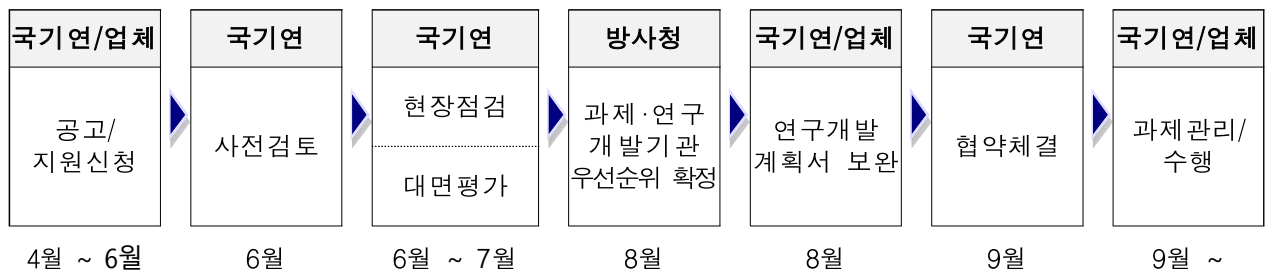 국기연/업체
공고/
지원신청
4월 ~ 6월
국기연
사전검토
6월
국기연
현장점검
대면평가
6월 ~ 7월
방사청
과제·연구
개발기관
우선순위 확정
8월
국기연/업체
연구개발
계획서 보완
8월
국기연
협약체결
9월
국기연/업체
과제관리/
수행
9월 ~